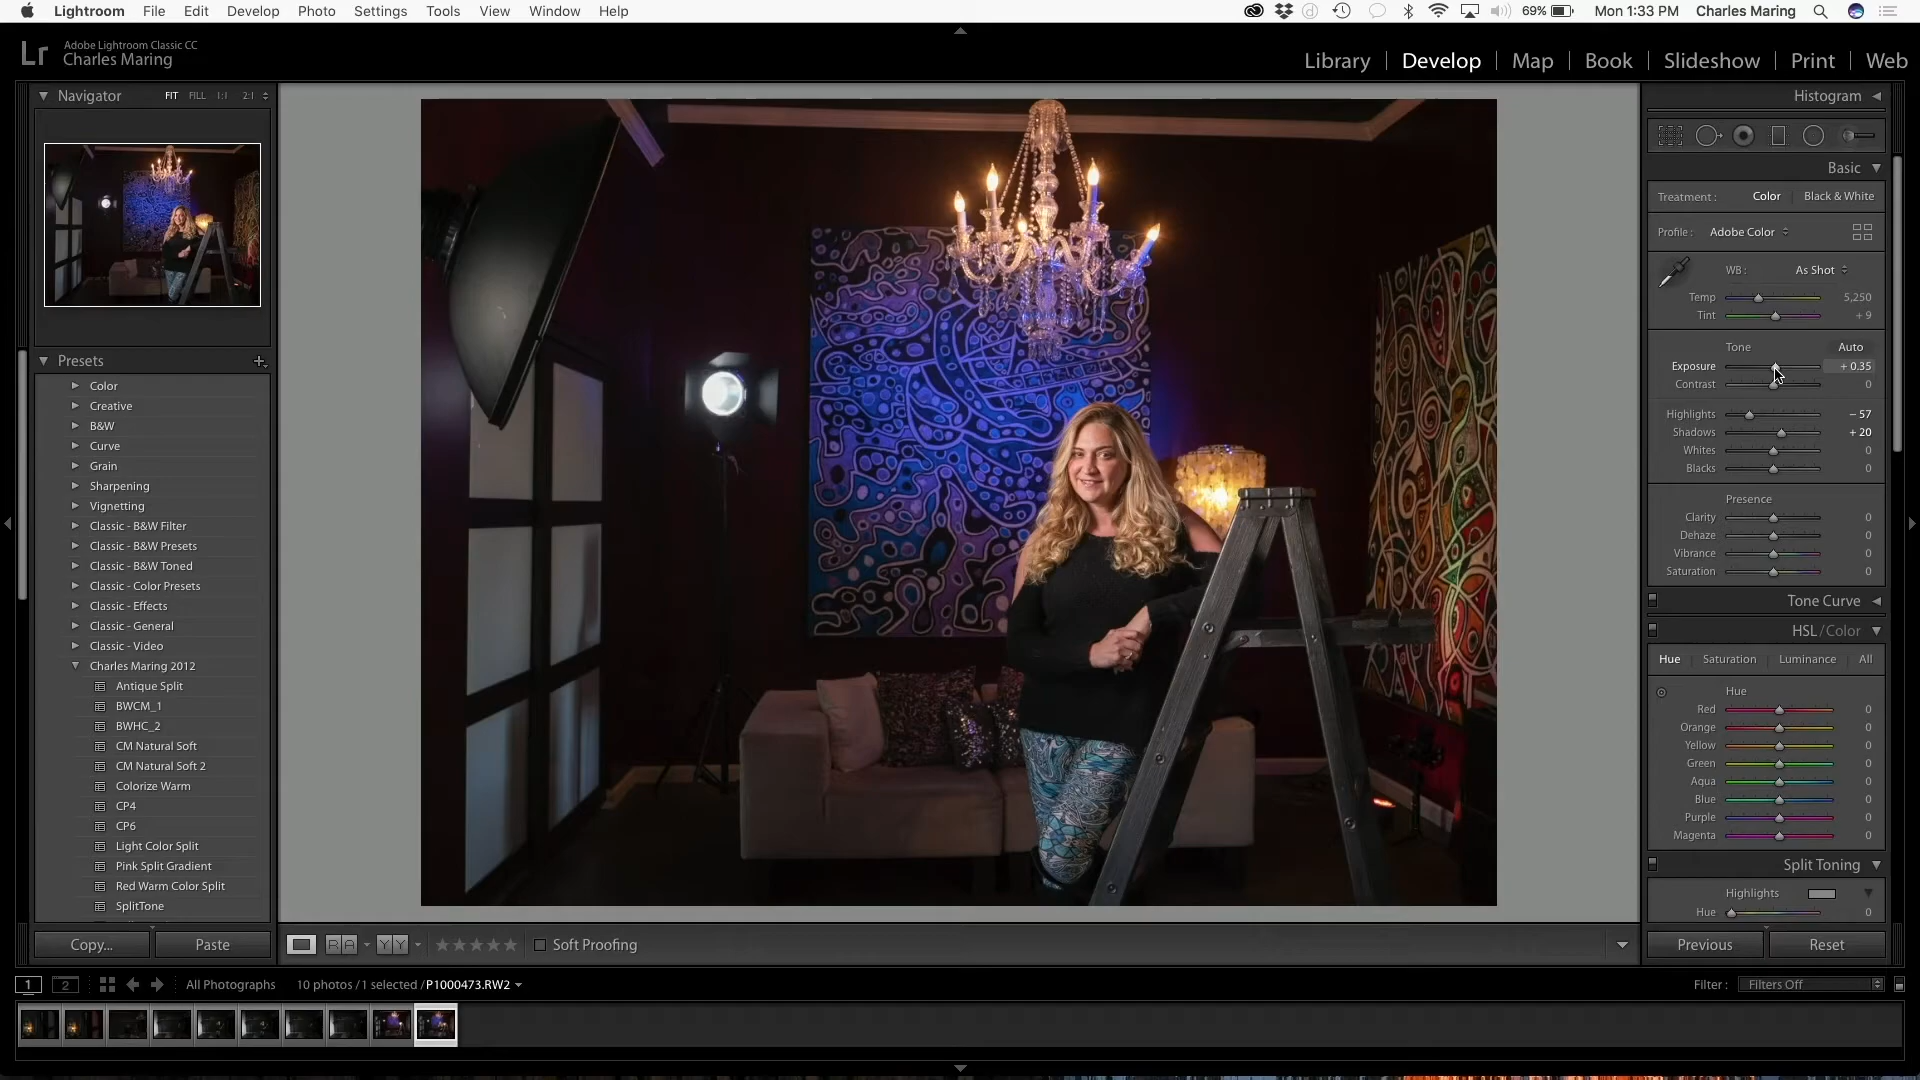 Lightroom File Edit Develop Photo Settings Tools View Window Help 69% Mon 1:33 PM Charles Maring
Lr Adobe Lightroom Classic CC
Charles Maring
Library | Develop | Map | Book | Slideshow | Print | Web
Navigator FIT FILL 1:1 2:1
Presets +
Color
Creative
B&W
Curve
Grain
Sharpening
Vignetting
Classic - B&W Filter
Classic - B&W Presets
Classic - B&W Toned
Classic - Color Presets
Classic - Effects
Classic - General
Classic - Video
Charles Maring 2012
Antique Split
BWCM_1
BWHC_2
CM Natural Soft
CM Natural Soft 2
Colorize Warm
CP4
CP6
Light Color Split
Pink Split Gradient
Red Warm Color Split
SplitTone
Copy... Paste
R A Y Y Soft Proofing
Histogram
Basic
Treatment : Color | Black & White
Profile : Adobe Color
WB : As Shot
Temp 5,250
Tint + 9
Tone Auto
Exposure + 0.35
Contrast 0
Highlights − 57
Shadows + 20
Whites 0
Blacks 0
Presence
Clarity 0
Dehaze 0
Vibrance 0
Saturation 0
Tone Curve
HSL / Color
Hue Saturation Luminance All
Hue
Red 0
Orange 0
Yellow 0
Green 0
Aqua 0
Blue 0
Purple 0
Magenta 0
Split Toning
Highlights
Hue 0
Previous Reset
1 2 All Photographs 10 photos / 1 selected / P1000473.RW2 Filter : Filters Off